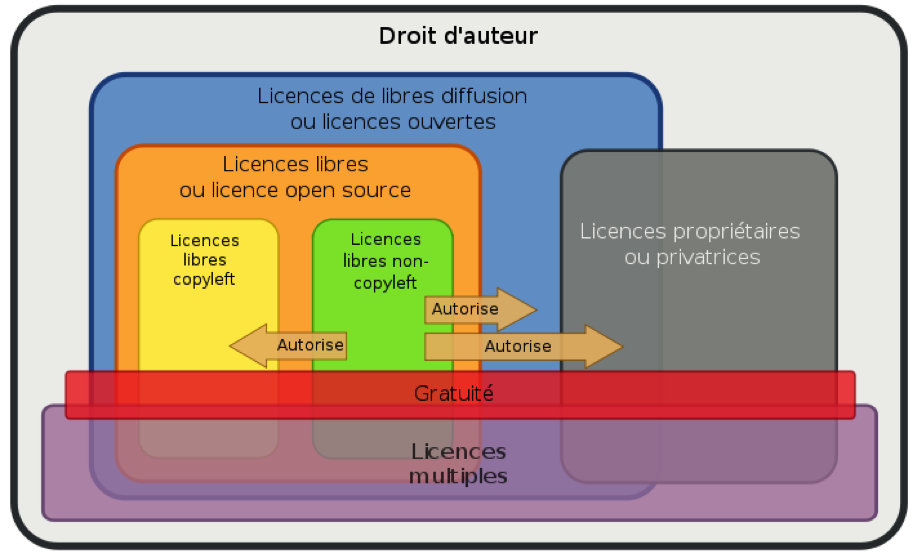 Droit d'auteur
Licences de libres diffusion
ou licences ouvertes
Licences libres
ou licence open source
Licences
libres
copyleft
Licences
libres non-
copyleft
Licences propriétaires
ou privatrices
Autorise
Autorise
Autorise
Gratuité
Licences
multiples